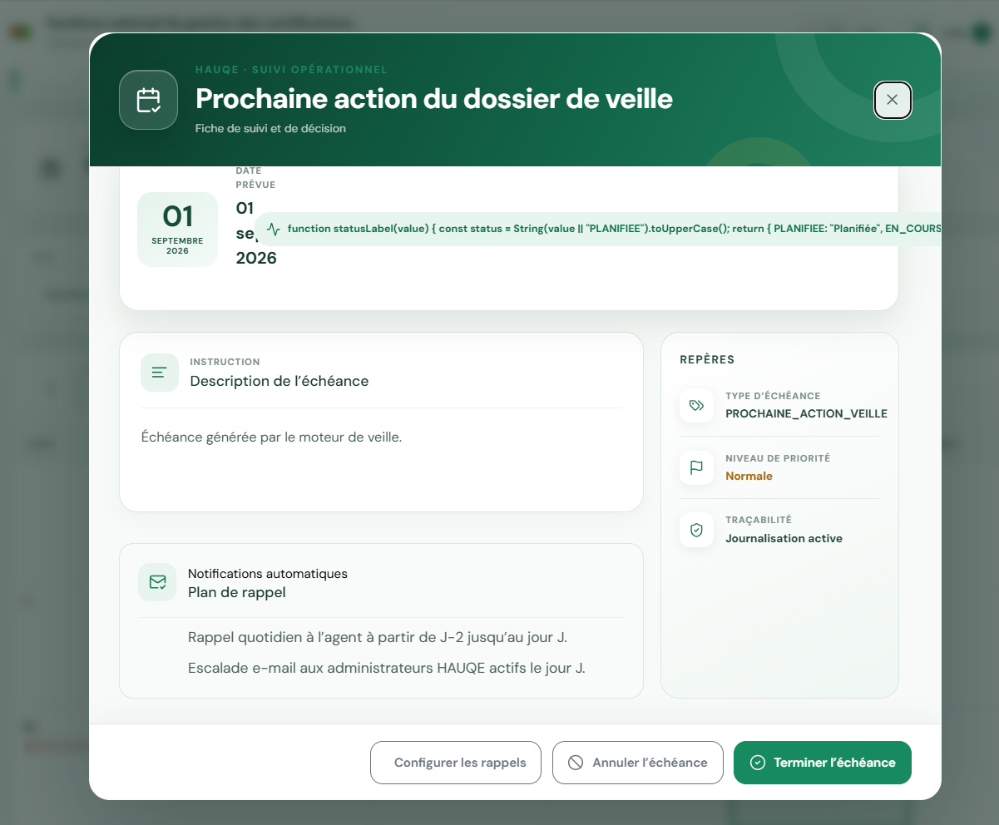 HAUQE · SUIVI OPÉRATIONNEL
Prochaine action du dossier de veille
Fiche de suivi et de décision
01
SEPTEMBRE
2026
DATE
PRÉVUE
01
2026
function statusLabel(value) { const status = String(value || "PLANIFIEE").toUpperCase(); return { PLANIFIEE: "Planifiée", EN_COURS
INSTRUCTION
Description de l’échéance
Échéance générée par le moteur de veille.
REPÈRES
TYPE D’ÉCHÉANCE
PROCHAINE_ACTION_VEILLE
NIVEAU DE PRIORITÉ
Normale
TRAÇABILITÉ
Journalisation active
Notifications automatiques
Plan de rappel
Rappel quotidien à l’agent à partir de J-2 jusqu’au jour J.
Escalade e-mail aux administrateurs HAUQE actifs le jour J.
Configurer les rappels
Annuler l’échéance
Terminer l’échéance